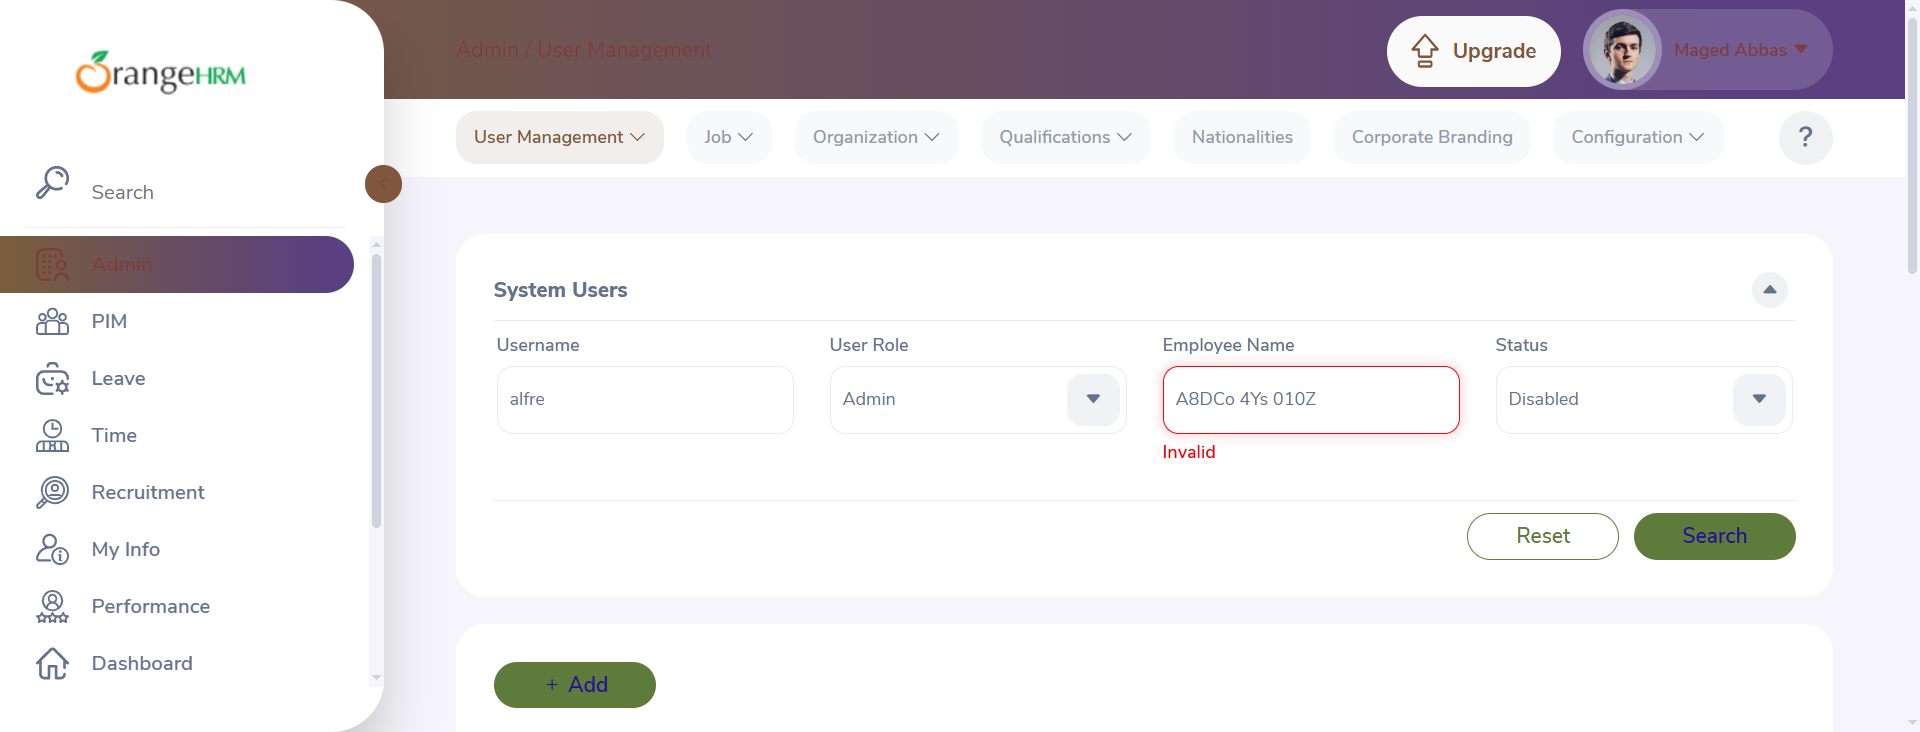 OrangeHRM
Admin / User Management
Upgrade
Maged Abbas
User Management
Job
Organization
Qualifications
Nationalities
Corporate Branding
Configuration
?
Search
Admin
PIM
Leave
Time
Recruitment
My Info
Performance
Dashboard
System Users
Username
User Role
Employee Name
Status
alfre
Admin
A8DCo 4Ys 010Z
Disabled
Invalid
Reset
Search
+ Add